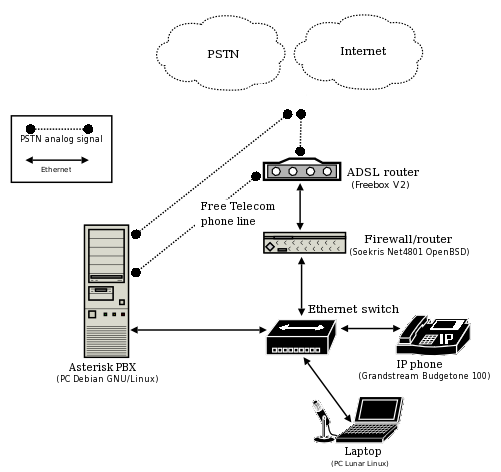 PSTN
Internet
PSTN analog signal
Ethernet
ADSL router
(Freebox V2)
Free Telecom
phone line
Firewall/router
(Soekris Net4801 OpenBSD)
Ethernet switch
IP
IP phone
(Grandstream Budgetone 100)
Asterisk PBX
(PC Debian GNU/Linux)
Laptop
(PC Lunar Linux)